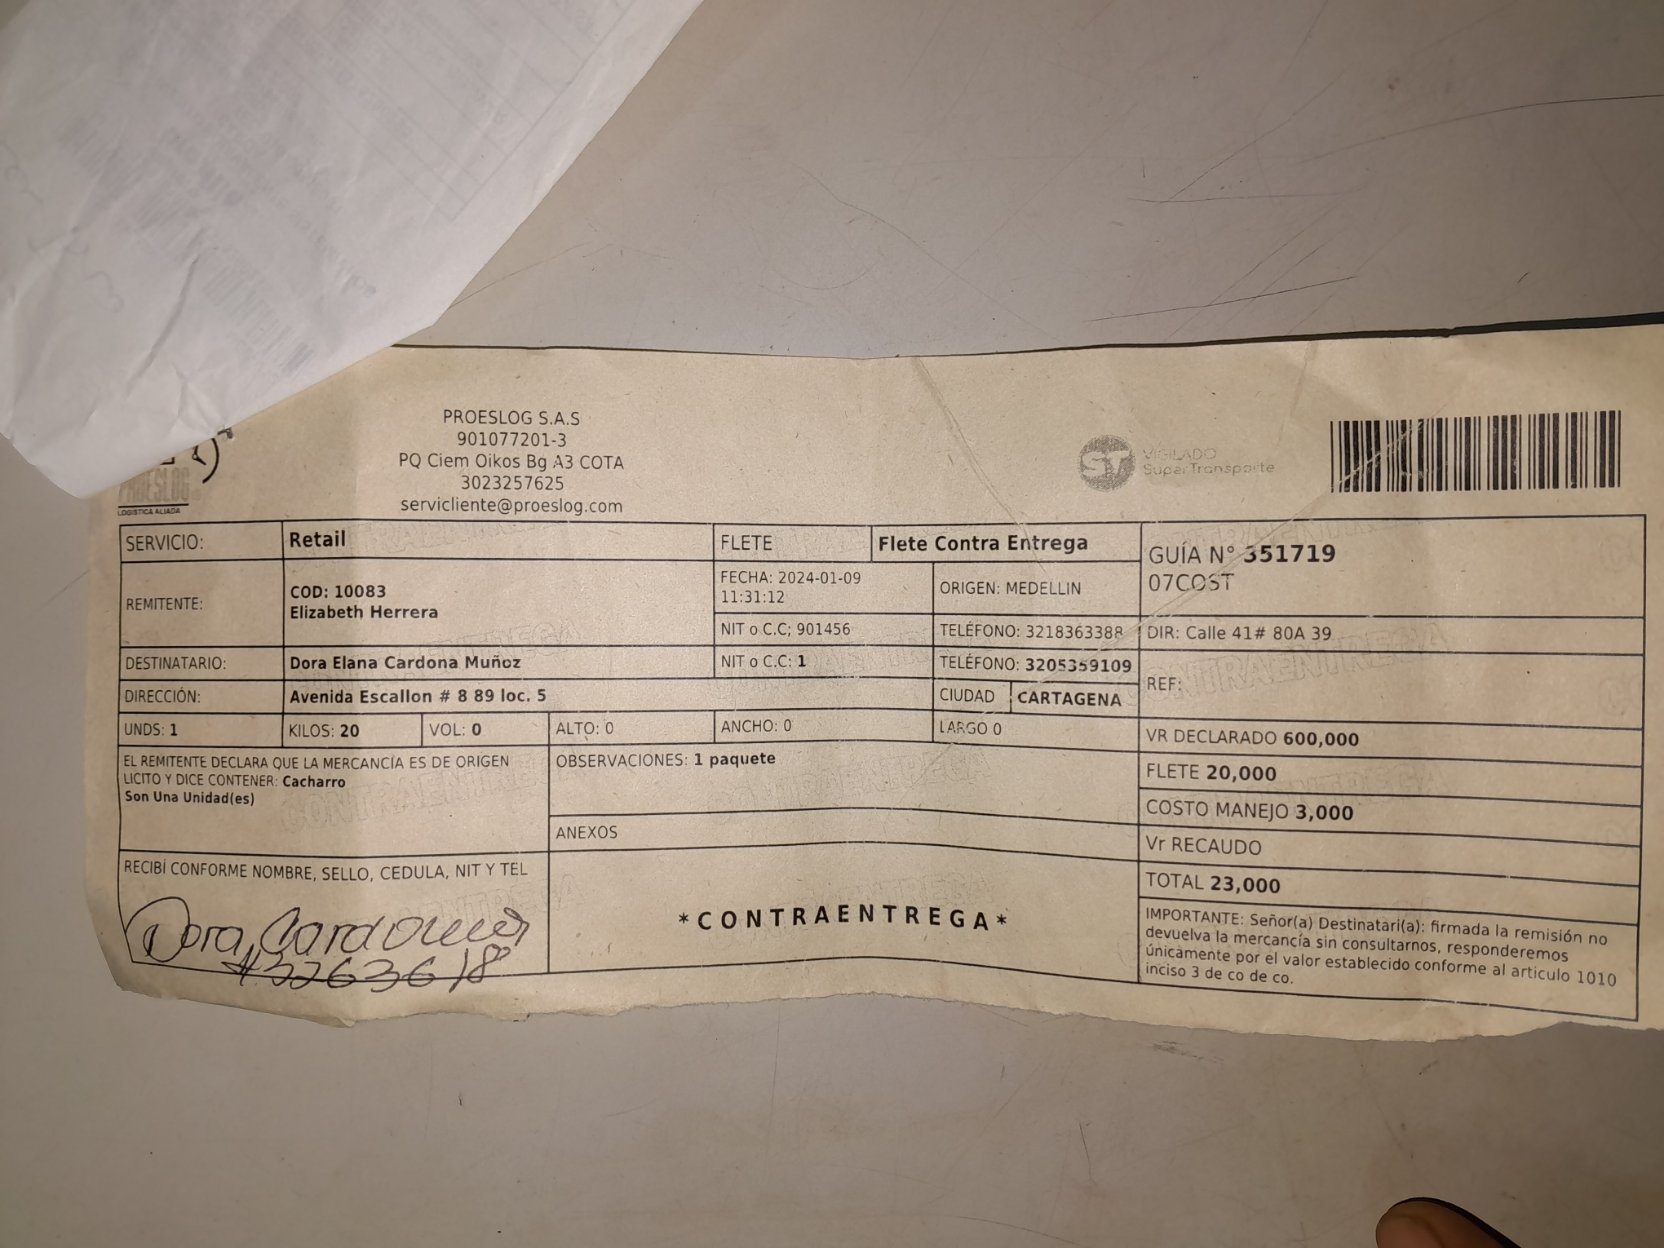 PROESLOG S.A.S
901077201-3
PQ Ciem Oikos Bg A3 COTA
3023257625
servicliente@proeslog.com
PROESLOG
LOGISTICA ALIADA
ST VIGILADO
SuperTransporte
SERVICIO: Retail FLETE Flete Contra Entrega
GUÍA N° 351719
07COST
REMITENTE: COD: 10083
Elizabeth Herrera
FECHA: 2024-01-09
11:31:12
ORIGEN: MEDELLIN
NIT o C.C; 901456 TELÉFONO: 3218363388 DIR: Calle 41# 80A 39
DESTINATARIO: Dora Elana Cardona Muñoz NIT o C.C: 1 TELÉFONO: 3205359109
REF:
DIRECCIÓN: Avenida Escallon # 8 89 loc. 5 CIUDAD CARTAGENA
UNDS: 1 KILOS: 20 VOL: 0 ALTO: 0 ANCHO: 0 LARGO 0
VR DECLARADO 600,000
EL REMITENTE DECLARA QUE LA MERCANCÍA ES DE ORIGEN
LICITO Y DICE CONTENER: Cacharro
Son Una Unidad(es)
OBSERVACIONES: 1 paquete
FLETE 20,000
COSTO MANEJO 3,000
ANEXOS
Vr RECAUDO
TOTAL 23,000
RECIBÍ CONFORME NOMBRE, SELLO, CEDULA, NIT Y TEL
Dora Cardona
#3263618
*CONTRAENTREGA*
IMPORTANTE: Señor(a) Destinatari(a): firmada la remisión no
devuelva la mercancía sin consultarnos, responderemos
únicamente por el valor establecido conforme al articulo 1010
inciso 3 de co de co.